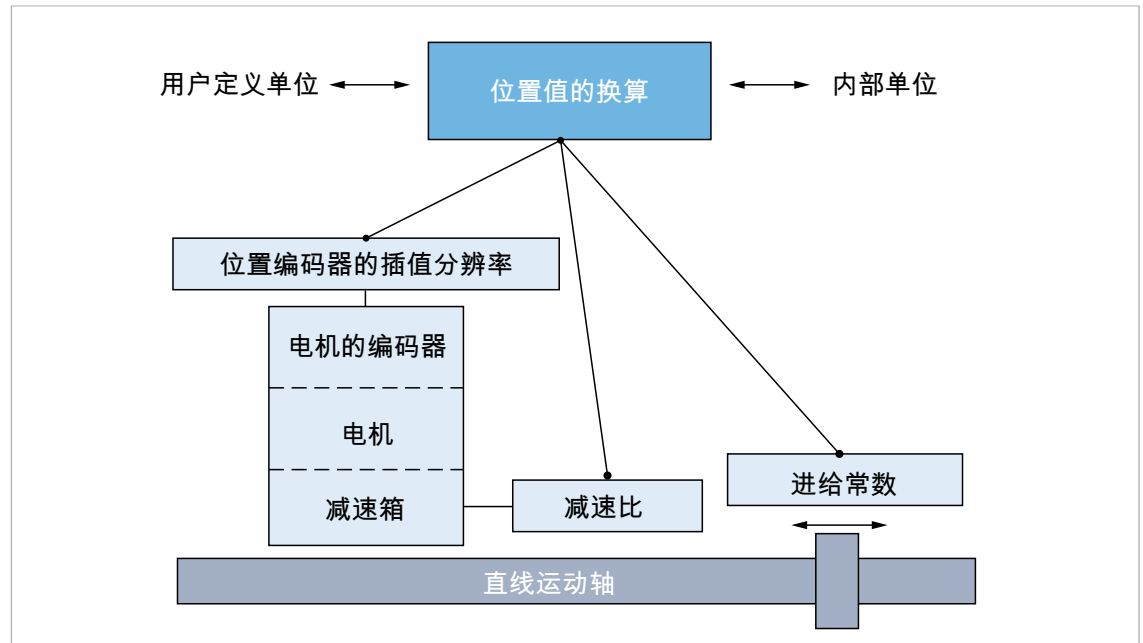 用户定义单位
位置值的换算
内部单位
位置编码器的插值分辨率
电机的编码器
电机
减速箱
减速比
进给常数
直线运动轴